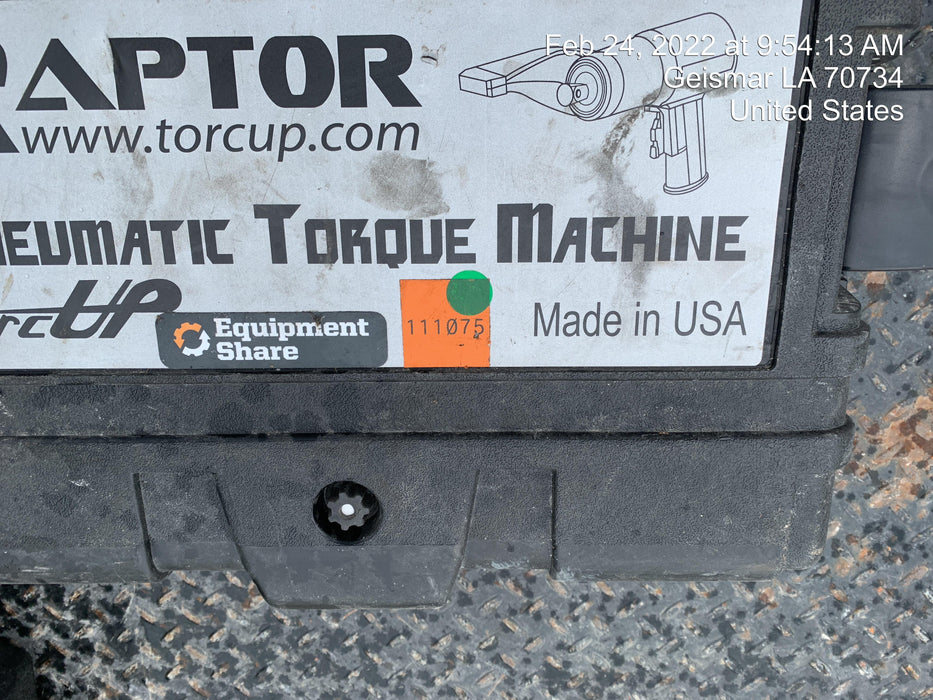 APTOR
www.torcup.com
Feb 24, 2022 at 9:54:13 AM
Geismar LA 70734
United States
NEUMATIC TORQUE MACHINE
rcUP
Equipment
Share
111075
Made in USA